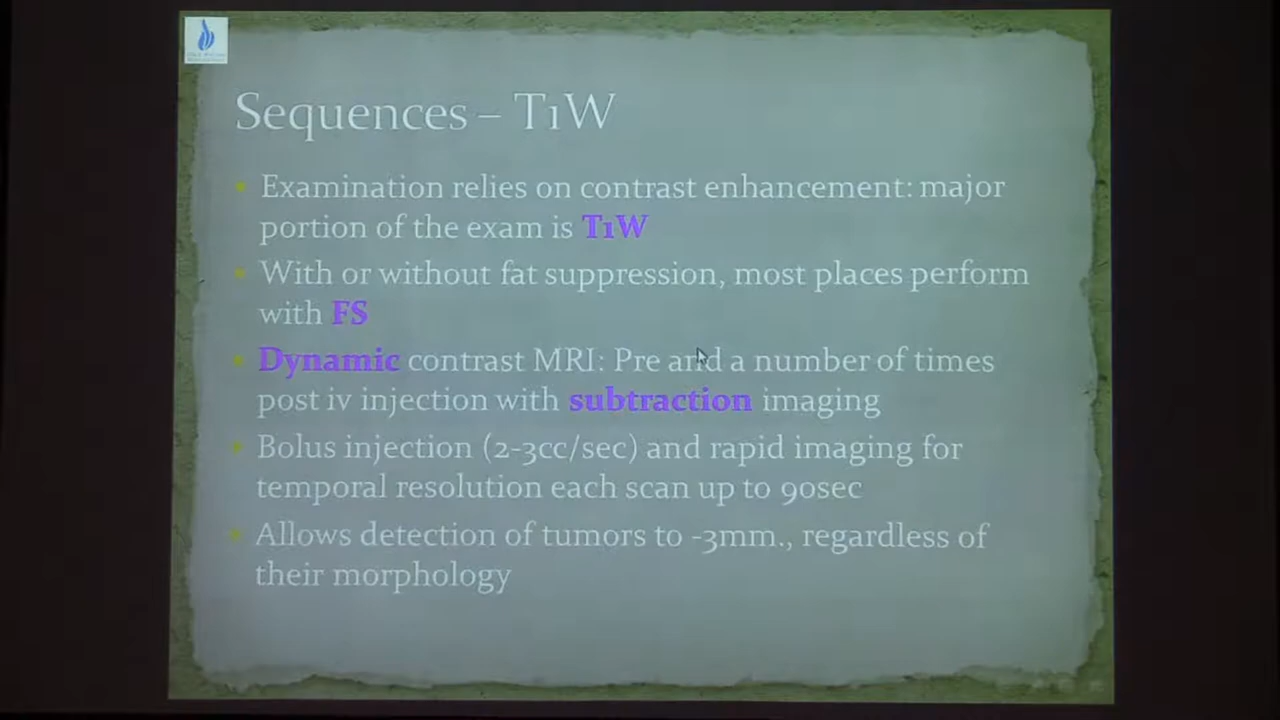 Sequences – T1W
• Examination relies on contrast enhancement: major
portion of the exam is T1W
• With or without fat suppression, most places perform
with FS
• Dynamic contrast MRI: Pre and a number of times
post iv injection with subtraction imaging
• Bolus injection (2-3cc/sec) and rapid imaging for
temporal resolution each scan up to 90sec
• Allows detection of tumors to -3mm., regardless of
their morphology